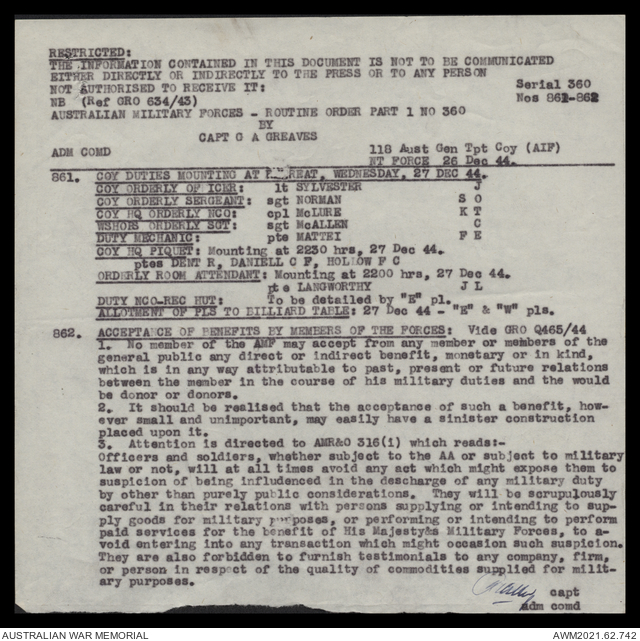 RESTRICTED:
THE INFORMATION CONTAINED IN THIS DOCUMENT IS NOT TO BE COMMUNICATED
EITHER DIRECTLY OR INDIRECTLY TO THE PRESS OR TO ANY PERSON
NOT AUTHORISED TO RECEIVE IT: Serial 360
NB (Ref GRO 634/43) Nos 861-862
AUSTRALIAN MILITARY FORCES - ROUTINE ORDER PART 1 NO 360
BY
CAPT G A GREAVES
ADM COMD 118 Aust Gen Tpt Coy (AIF)
NT FORCE 26 Dec 44.
861. COY DUTIES MOUNTING AT RETREAT, WEDNESDAY, 27 DEC 44.
COY ORDERLY OFFICER: lt SYLVESTER J
COY ORDERLY SERGEANT: sgt NORMAN S O
COY HQ ORDERLY NCO: cpl McLURE K T
WSHOPS ORDERLY SGT: sgt McALLEN C
DUTY MECHANIC: pte MATTEI F E
COY HQ PIQUET: Mounting at 2230 hrs, 27 Dec 44.
ptes DENT R, DANIELL C F, HOLLOW F C
ORDERLY ROOM ATTENDANT: Mounting at 2200 hrs, 27 Dec 44.
pte LANGWORTHY J L
DUTY NCO-REC HUT: To be detailed by "E" pl.
ALLOTMENT OF PLS TO BILLIARD TABLE: 27 Dec 44 - "E" & "W" pls.
862. ACCEPTANCE OF BENEFITS BY MEMBERS OF THE FORCES: Vide GRO Q465/44
1. No member of the AMF may accept from any member or members of the
general public any direct or indirect benefit, monetary or in kind,
which is in any way attributable to past, present or future relations
between the member in the course of his military duties and the would
be donor or donors.
2. It should be realised that the acceptance of such a benefit, how-
ever small and unimportant, may easily have a sinister construction
placed upon it.
3. Attention is directed to AMR&O 316(1) which reads:-
Officers and soldiers, whether subject to the AA or subject to military
law or not, will at all times avoid any act which might expose them to
suspicion of being infludenced in the descharge of any military duty
by other than purely public considerations. They will be scrupulously
careful in their relations with persons supplying or intending to sup-
ply goods for military purposes, or performing or intending to perform
paid services for the benefit of His Majesty&s Military Forces, to a-
void entering into any transaction which might occasion such suspicion.
They are also forbidden to furnish testimonials to any company, firm,
or person in respect of the quality of commodities supplied for milit-
ary purposes.
capt
adm comd
AUSTRALIAN WAR MEMORIAL AWM2021.62.742